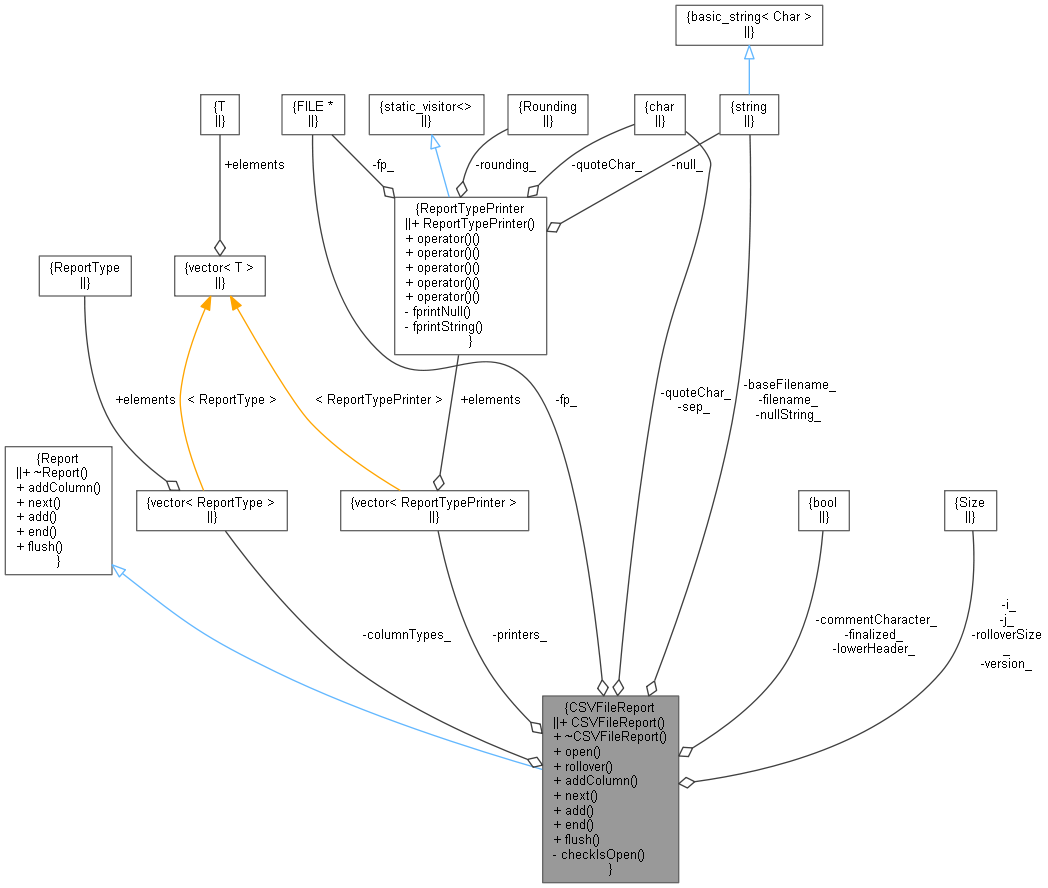 {basic_string< Char >
||}
{T
||}
{FILE *
||}
{static_visitor<>
||}
{Rounding
||}
{char
||}
{string
||}
+elements
-fp_
-rounding_
-quoteChar_
-null_
{ReportTypePrinter
||+ ReportTypePrinter()
+ operator()()
+ operator()()
+ operator()()
+ operator()()
+ operator()()
- fprintNull()
- fprintString()
}
{ReportType
||}
{vector< T >
||}
+elements
< ReportType >
< ReportTypePrinter >
+elements
-fp_
-quoteChar_
-sep_
-baseFilename_
-filename_
-nullString_
{Report
||+ ~Report()
+ addColumn()
+ next()
+ add()
+ end()
+ flush()
}
{vector< ReportType >
||}
{vector< ReportTypePrinter >
||}
{bool
||}
{Size
||}
-columnTypes_
-printers_
-commentCharacter_
-finalized_
-lowerHeader_
-i_
-j_
-rolloverSize
_
-version_
{CSVFileReport
||+ CSVFileReport()
+ ~CSVFileReport()
+ open()
+ rollover()
+ addColumn()
+ next()
+ add()
+ end()
+ flush()
- checkIsOpen()
}